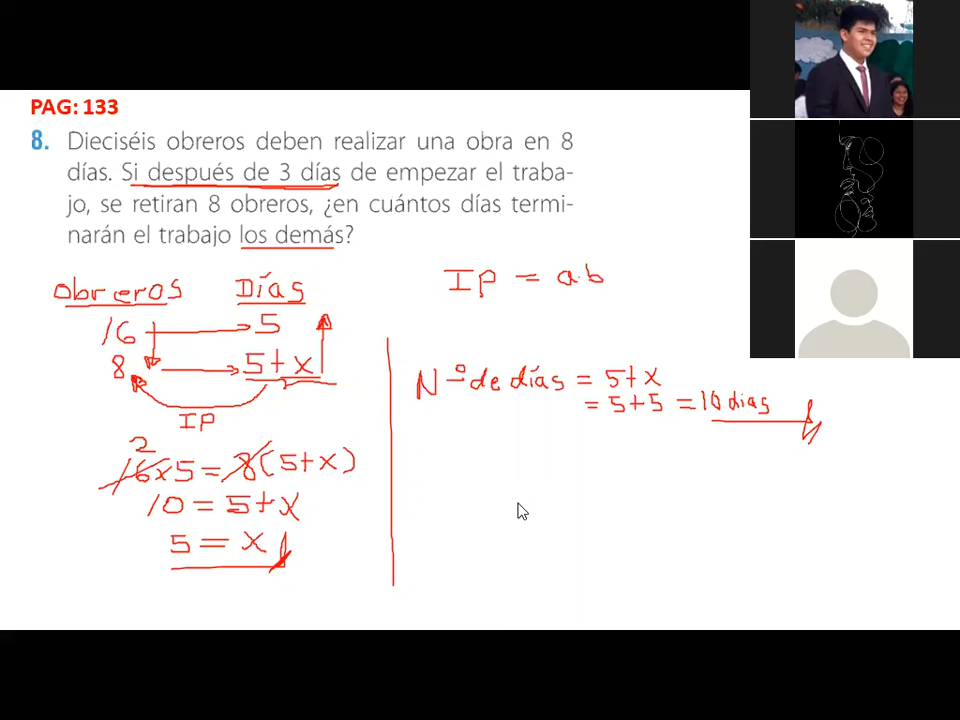 PAG: 133
8. Dieciséis obreros deben realizar una obra en 8
días. Si después de 3 días de empezar el traba-
jo, se retiran 8 obreros, ¿en cuántos días termi-
narán el trabajo los demás?
Obreros Días
16 5
8 5+x
IP
16x5 = 8(5+x)
2
10 = 5+x
5 = x
IP = a.b
N° de días = 5+x
= 5+5 = 10 dias